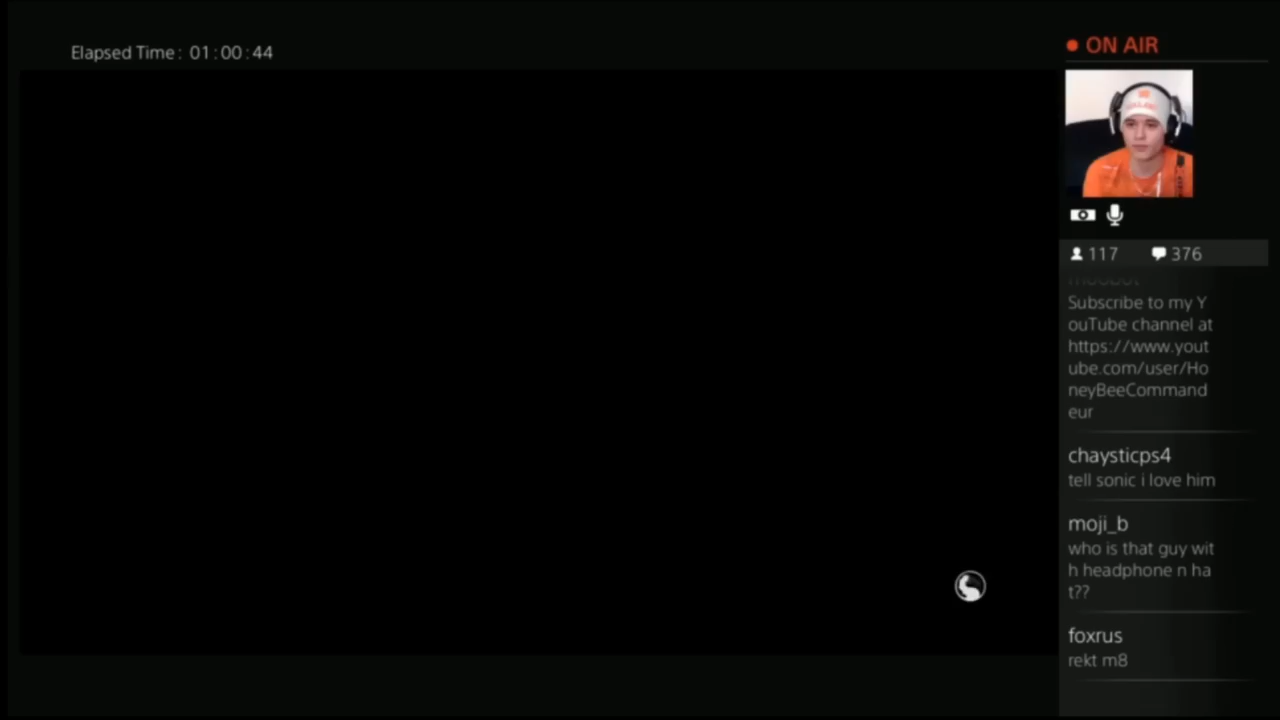 Elapsed Time: 01:00:44
ON AIR
117 376
Subscribe to my Y
ouTube channel at
https://www.yout
ube.com/user/Ho
neyBeeCommand
eur
chaysticps4
tell sonic i love him
moji_b
who is that guy wit
h headphone n ha
t??
foxrus
rekt m8